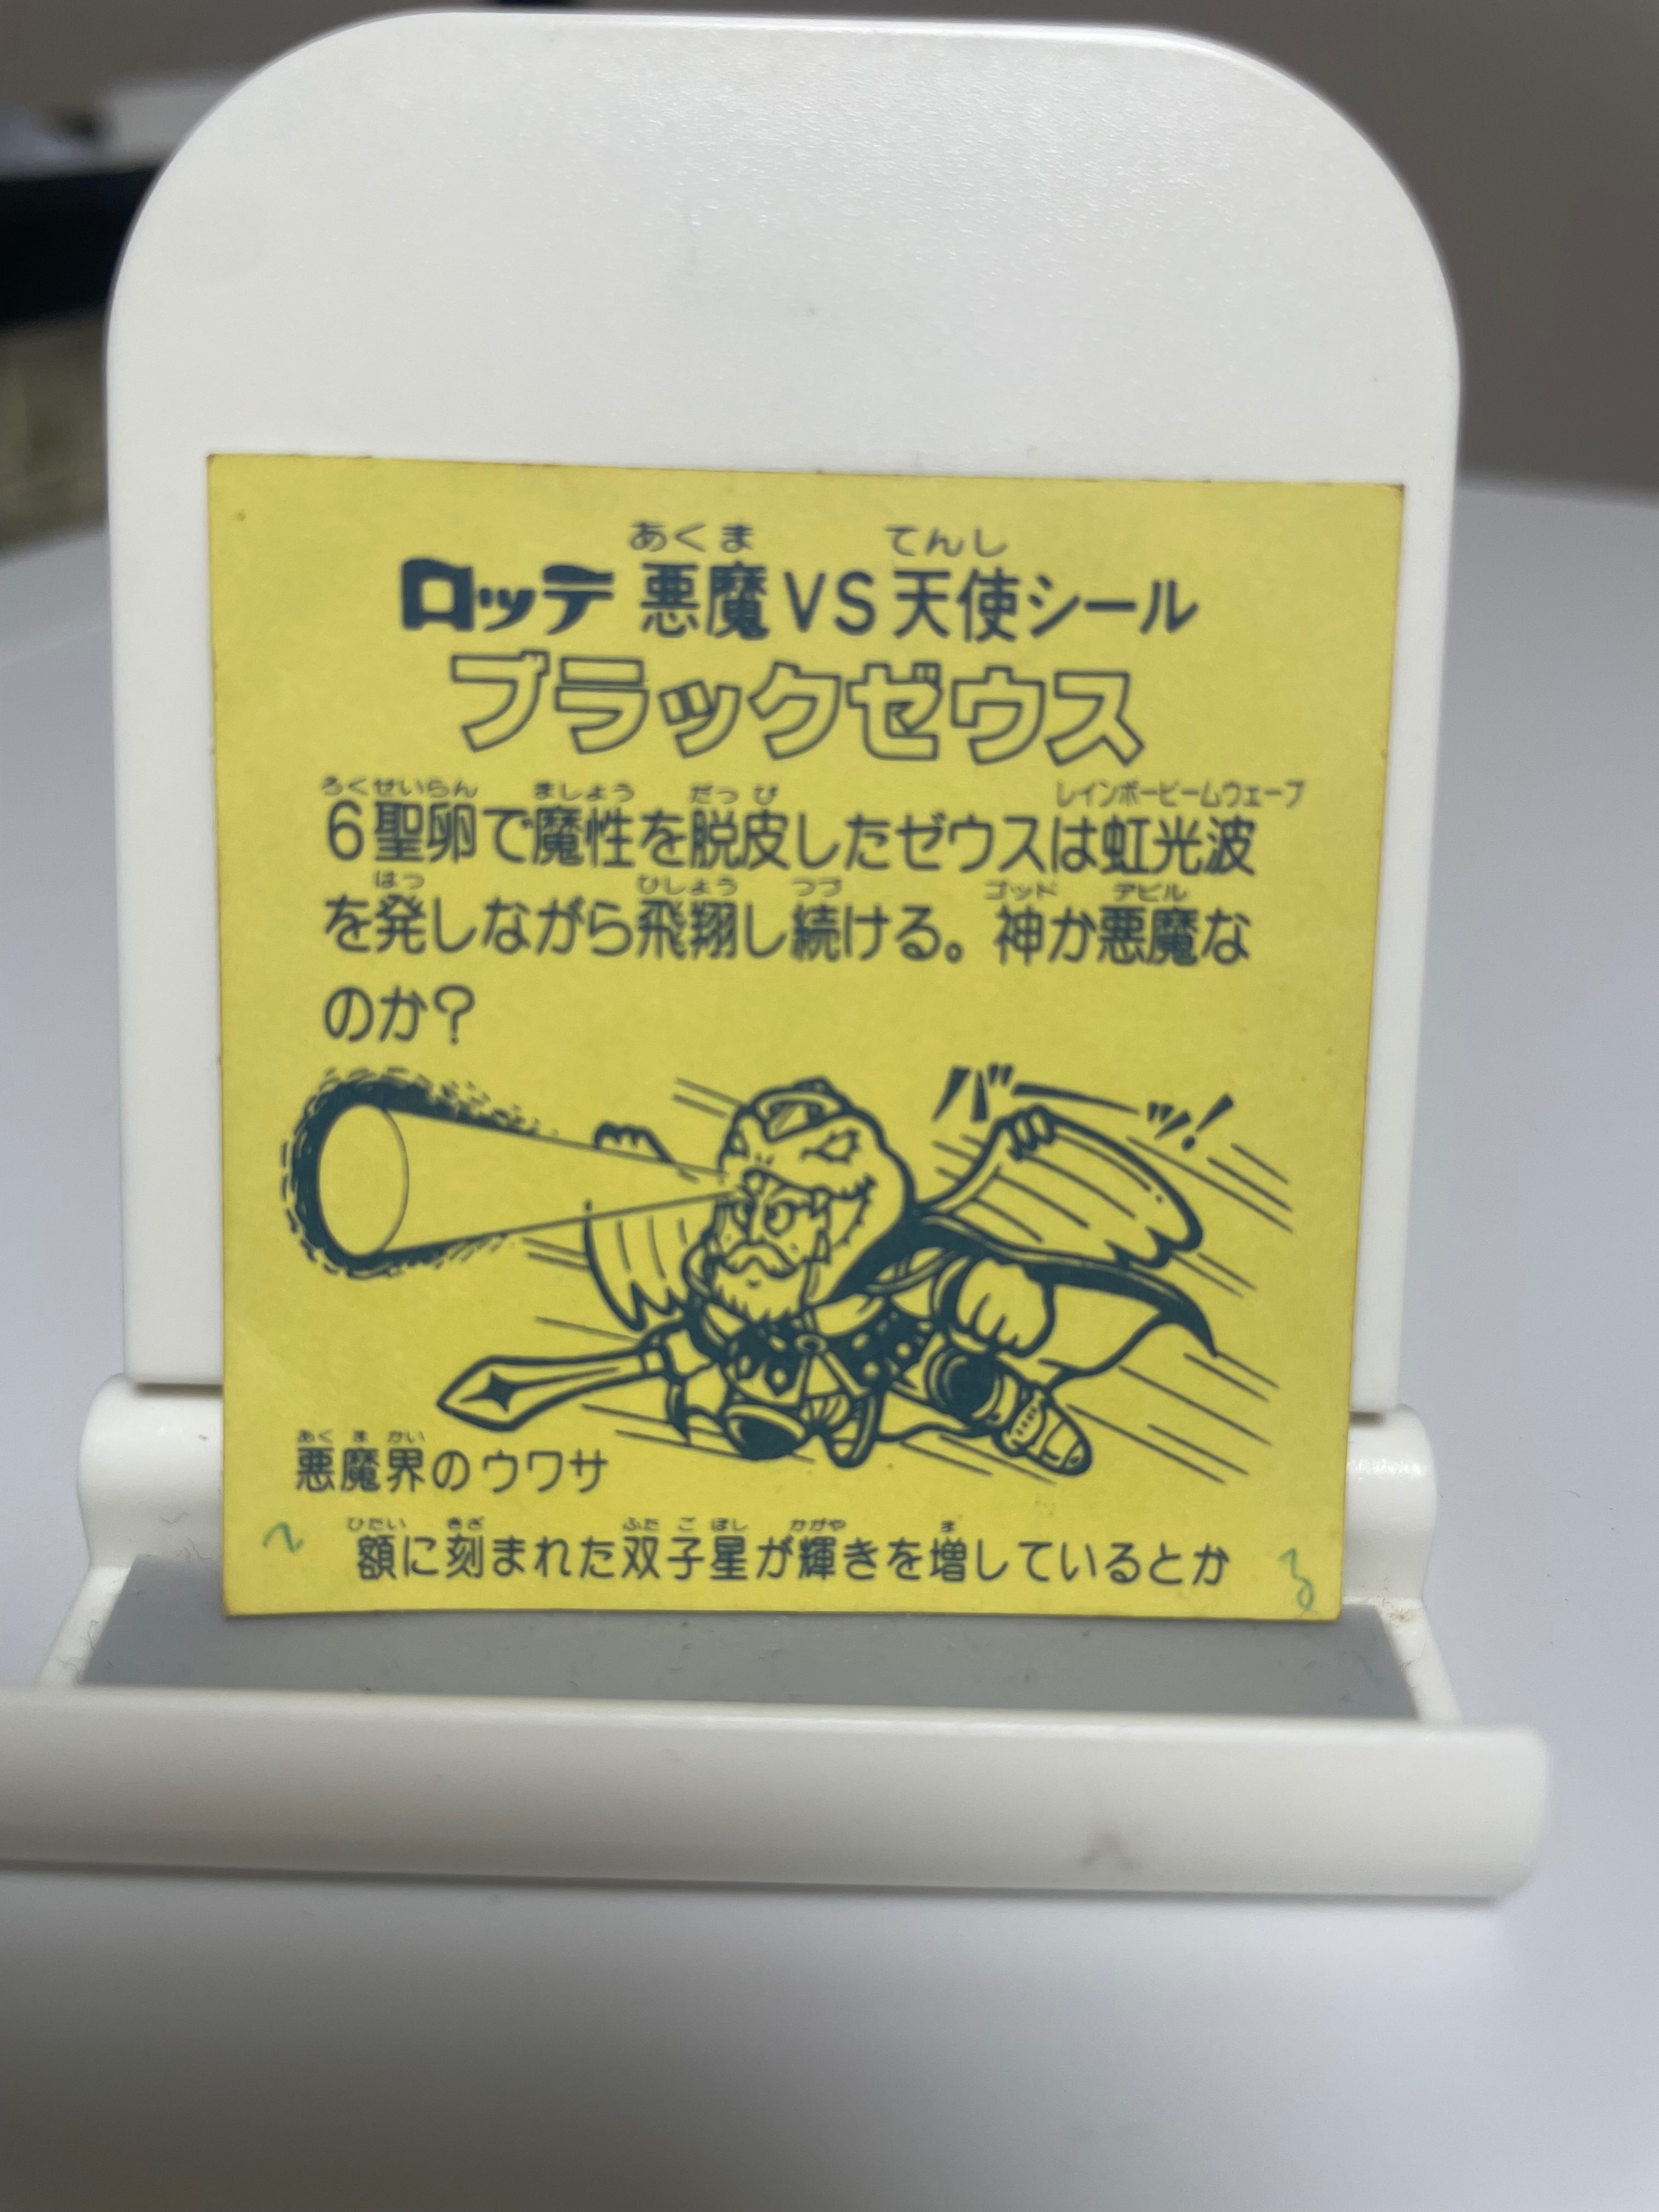 あくま てんし
ロッテ 悪魔VS天使シール
ブラックゼウス
ろくせいらん ましょう だっぴ レインボービームウェーブ
6聖卵で魔性を脱皮したゼウスは虹光波
はつ ひしょう つづ ゴッド デビル
を発しながら飛翔し続ける。神か悪魔な
のか?
バーッ!
あくまかい
悪魔界のウワサ
ひたい きざ ふたごぼし かがや ま
額に刻まれた双子星が輝きを増しているとか